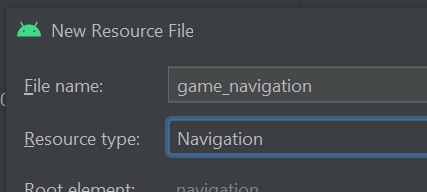 New Resource File
File name: game_navigation
Resource type: Navigation
Root element: navigation